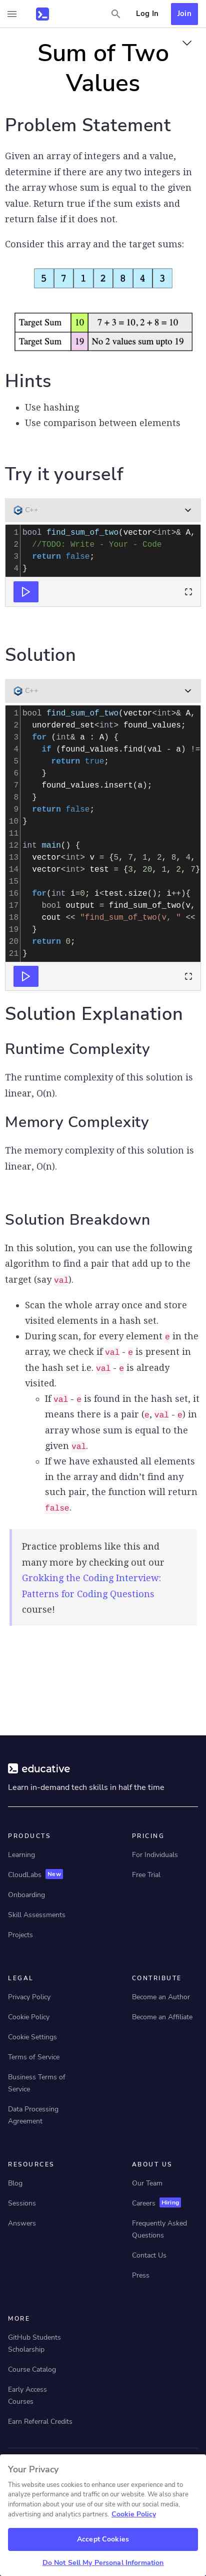 Log In
Join
Sum of Two
Values
Problem Statement
Given an array of integers and a value,
determine if there are any two integers in
the array whose sum is equal to the given
value. Return true if the sum exists and
return false if it does not.
Consider this array and the target sums:
5 7 1 2 8 4 3
Target Sum 10 7 + 3 = 10, 2 + 8 = 10
Target Sum 19 No 2 values sum upto 19
Hints
Use hashing
Use comparison between elements
Try it yourself
C++
1 bool find_sum_of_two(vector<int>& A,
2 //TODO: Write - Your - Code
3 return false;
4 }
Solution
C++
1 bool find_sum_of_two(vector<int>& A,
2 unordered_set<int> found_values;
3 for (int& a : A) {
4 if (found_values.find(val - a) !=
5 return true;
6 }
7 found_values.insert(a);
8 }
9 return false;
10 }
11
12 int main() {
13 vector<int> v = {5, 7, 1, 2, 8, 4,
14 vector<int> test = {3, 20, 1, 2, 7}
15
16 for(int i=0; i<test.size(); i++){
17 bool output = find_sum_of_two(v,
18 cout << "find_sum_of_two(v, " <<
19 }
20 return 0;
21 }
Solution Explanation
Runtime Complexity
The runtime complexity of this solution is
linear, O(n).
Memory Complexity
The memory complexity of this solution is
linear, O(n).
Solution Breakdown
In this solution, you can use the following
algorithm to find a pair that add up to the
target (say val).
Scan the whole array once and store
visited elements in a hash set.
During scan, for every element e in the
array, we check if val - e is present in
the hash set i.e. val - e is already
visited.
If val - e is found in the hash set, it
means there is a pair (e, val - e) in
array whose sum is equal to the
given val.
If we have exhausted all elements
in the array and didn't find any
such pair, the function will return
false.
Practice problems like this and
many more by checking out our
Grokking the Coding Interview:
Patterns for Coding Questions
course!
educative
Learn in-demand tech skills in half the time
PRODUCTS
Learning
CoderLabs New
Onboarding
Skill Assessments
Projects
PRICING
For Individuals
Free Trial
LEGAL
Privacy Policy
Cookie Policy
Cookie Settings
Terms of Service
Business Terms of
Service
Data Processing
Agreement
CONTRIBUTE
Become an Author
Become an Affiliate
RESOURCES
Blog
Sessions
Answers
ABOUT US
Our Team
Careers Hiring
Frequently Asked
Questions
Contact Us
Press
MORE
GitHub Students
Scholarship
Course Catalog
Early Access
Courses
Earn Referral Credits
Your Privacy
This website uses cookies to enhance user experience and to
analyze performance and traffic on our website. We also
share information about your use of our site with our social media,
advertising and analytics partners. Cookie Policy
Accept Cookies
Do Not Sell My Personal Information